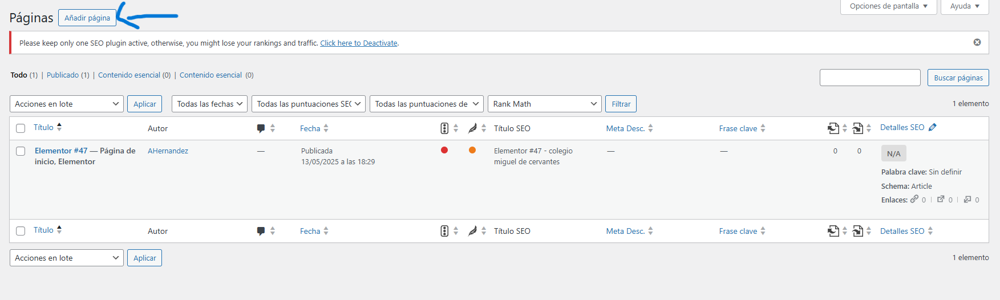 Opciones de pantalla Ayuda
Páginas Añadir página
Please keep only one SEO plugin active, otherwise, you might lose your rankings and traffic. Click here to Deactivate.
Todo (1) | Publicado (1) | Contenido esencial (0) | Contenido esencial (0)
Buscar páginas
Acciones en lote Aplicar Todas las fechas Todas las puntuaciones SEO Todas las puntuaciones de Rank Math Filtrar 1 elemento
Título Autor Fecha Título SEO Meta Desc. Frase clave Detalles SEO
Elementor #47 — Página de AHernandez — Publicada Elementor #47 - colegio — — 0 0 N/A
inicio, Elementor 13/05/2025 a las 18:29 miguel de cervantes
Palabra clave: Sin definir
Schema: Article
Enlaces: 0 | 0 | 0
Título Autor Fecha Título SEO Meta Desc. Frase clave Detalles SEO
Acciones en lote Aplicar 1 elemento